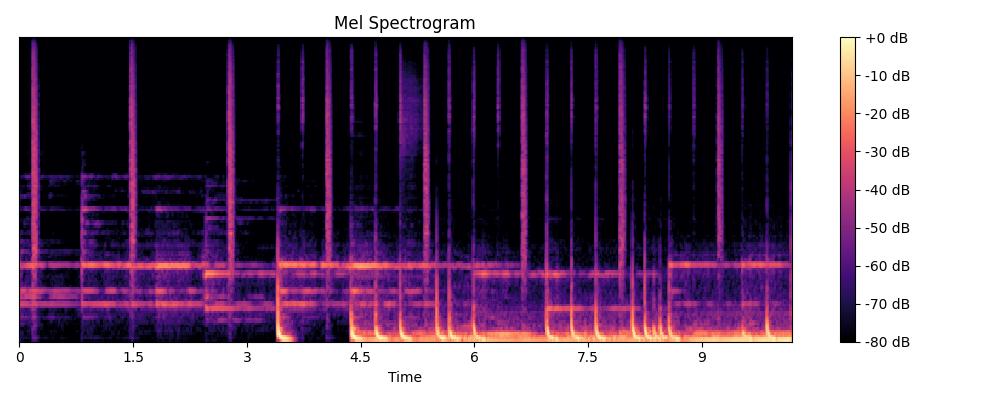 Mel Spectrogram
+0 dB
-10 dB
-20 dB
-30 dB
-40 dB
-50 dB
-60 dB
-70 dB
-80 dB
0 1.5 3 4.5 6 7.5 9
Time